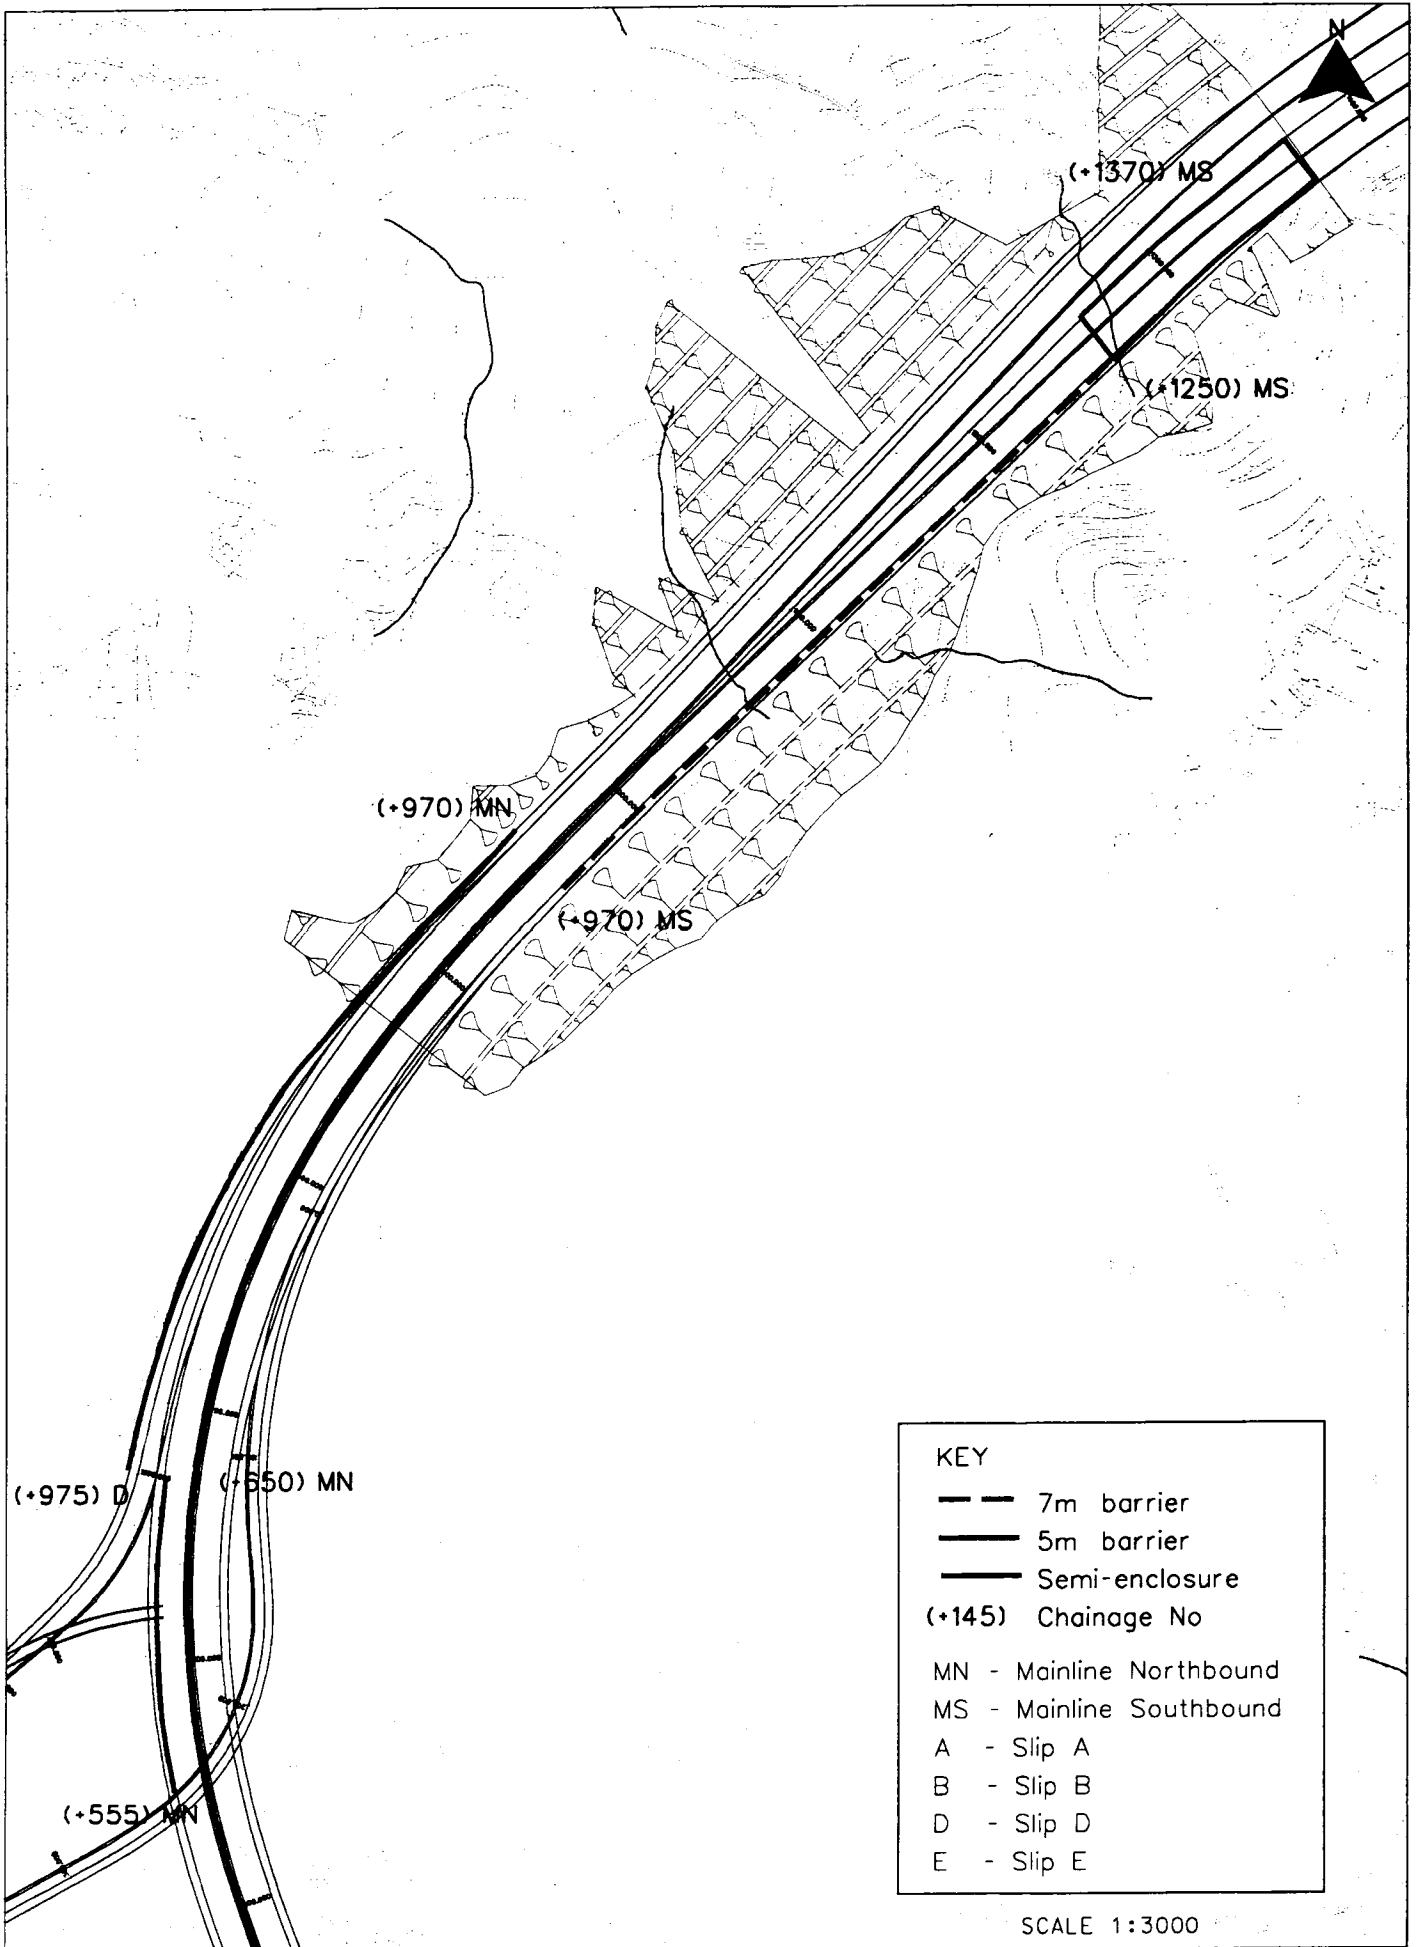 N
(+1370) MS
(+1250) MS
(+970) MN
(+970) MS
(+975) D
(+650) MN
(+555) MN
KEY
7m barrier
5m barrier
Semi-enclosure
(+145) Chainage No
MN - Mainline Northbound
MS - Mainline Southbound
A - Slip A
B - Slip B
D - Slip D
E - Slip E
SCALE 1:3000